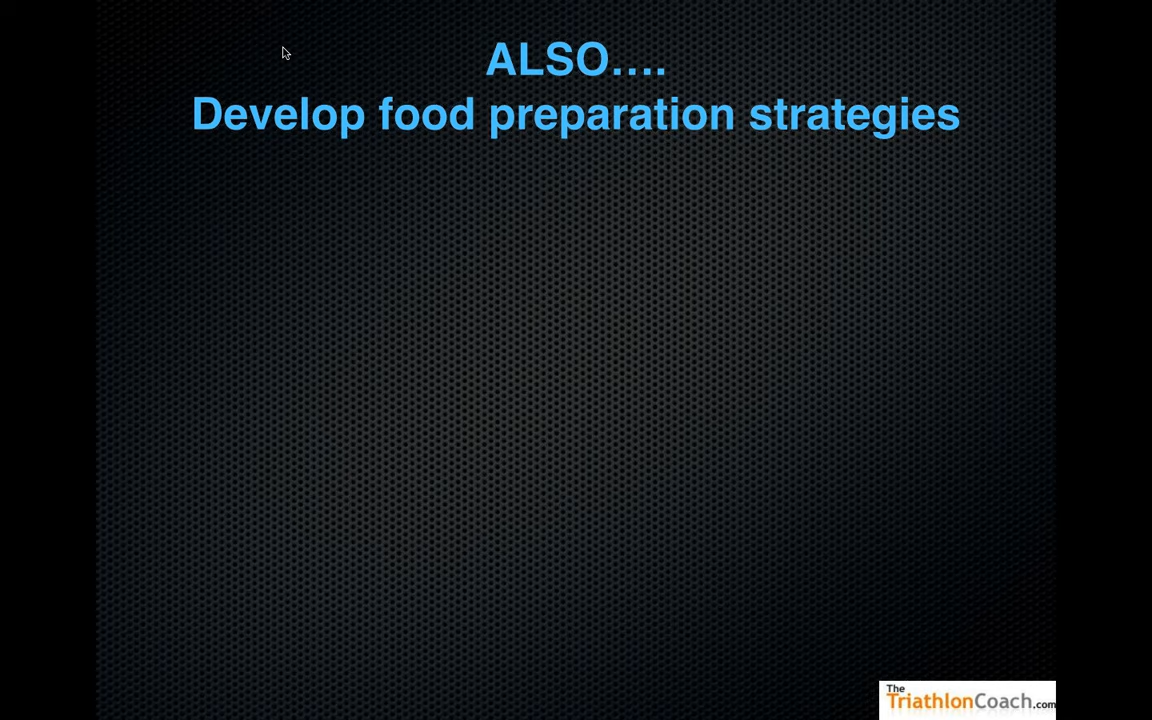 ALSO....
Develop food preparation strategies
The
TriathlonCoach.com